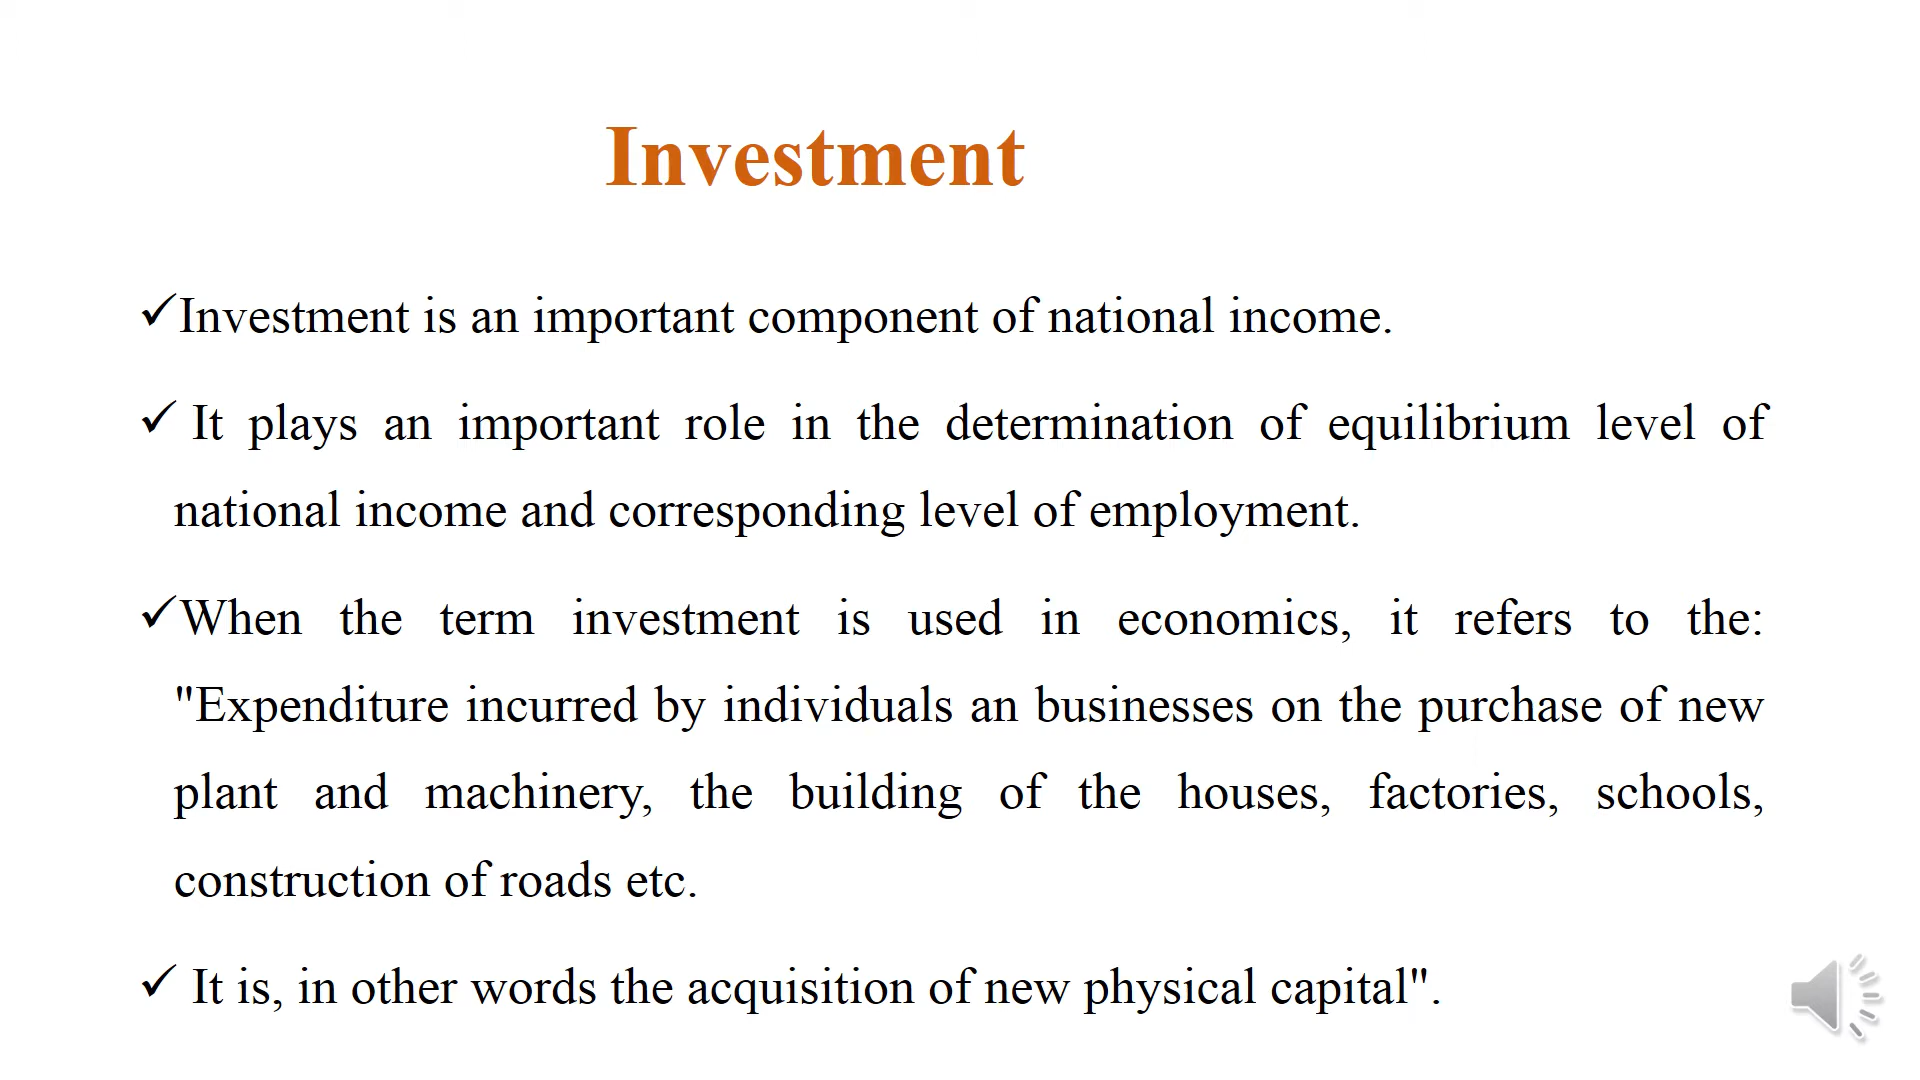 Investment
✓Investment is an important component of national income.
✓ It plays an important role in the determination of equilibrium level of
national income and corresponding level of employment.
✓When the term investment is used in economics, it refers to the:
"Expenditure incurred by individuals an businesses on the purchase of new
plant and machinery, the building of the houses, factories, schools,
construction of roads etc.
✓ It is, in other words the acquisition of new physical capital".